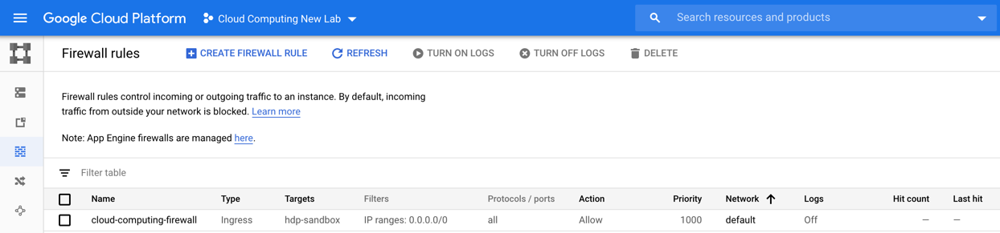 Google Cloud Platform Cloud Computing New Lab Search resources and products
Firewall rules CREATE FIREWALL RULE REFRESH TURN ON LOGS TURN OFF LOGS DELETE
Firewall rules control incoming or outgoing traffic to an instance. By default, incoming
traffic from outside your network is blocked. Learn more
Note: App Engine firewalls are managed here.
Filter table
Name Type Targets Filters Protocols / ports Action Priority Network Logs Hit count Last hit
cloud-computing-firewall Ingress hdp-sandbox IP ranges: 0.0.0.0/0 all Allow 1000 default Off — —